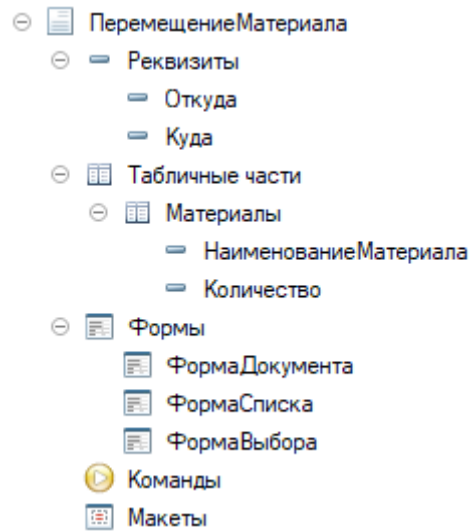 ПеремещениеМатериала
Реквизиты
Откуда
Куда
Табличные части
Материалы
НаименованиеМатериала
Количество
Формы
ФормаДокумента
ФормаСписка
ФормаВыбора
Команды
Макеты